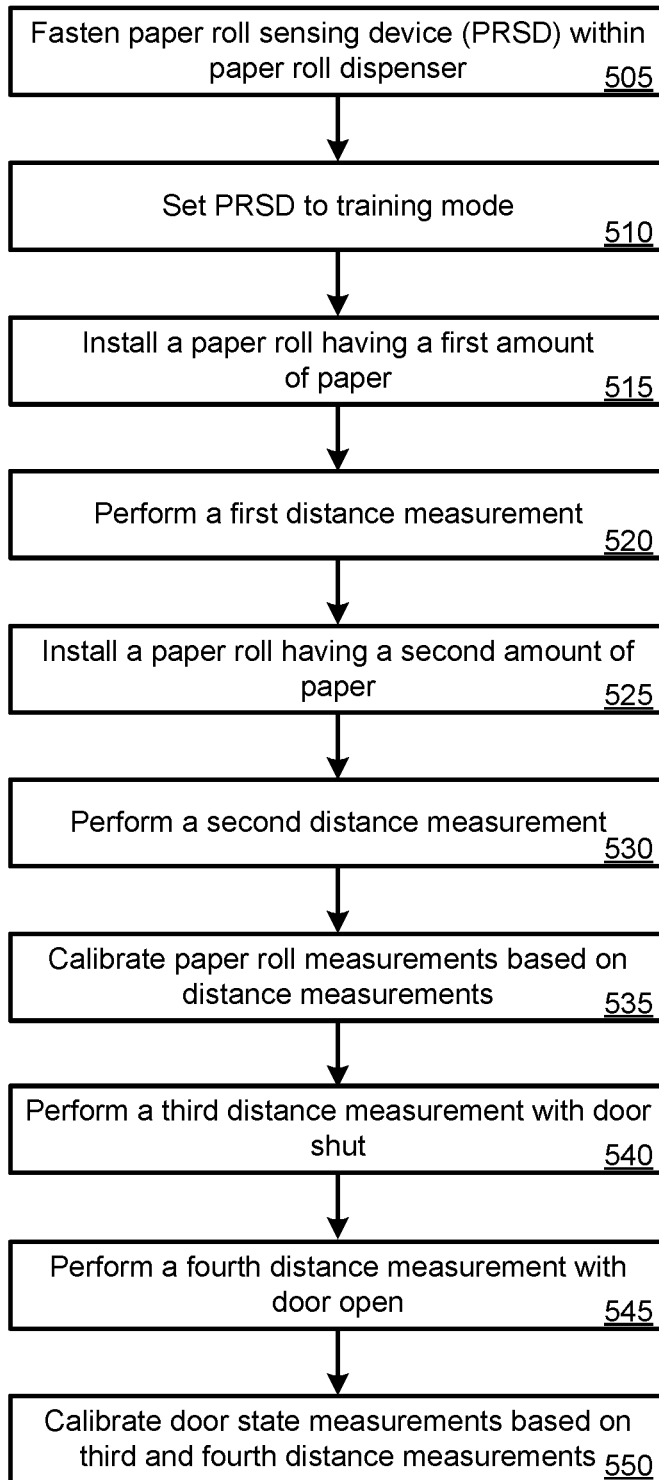 Fasten paper roll sensing device (PRSD) within
paper roll dispenser
505
Set PRSD to training mode
510
Install a paper roll having a first amount
of paper
515
Perform a first distance measurement
520
Install a paper roll having a second amount of
paper
525
Perform a second distance measurement
530
Calibrate paper roll measurements based on
distance measurements
535
Perform a third distance measurement with door
shut
540
Perform a fourth distance measurement with
door open
545
Calibrate door state measurements based on
third and fourth distance measurements
550